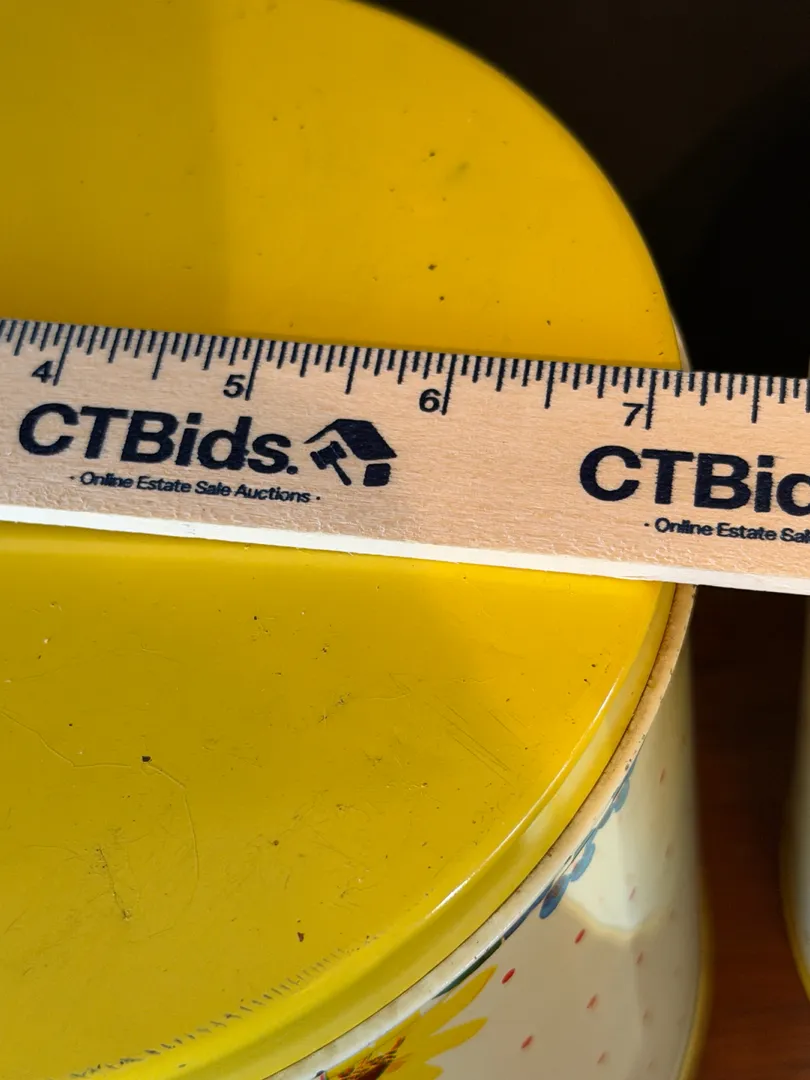 4 5 6 7
CTBids.
· Online Estate Sale Auctions ·
CTBid
· Online Estate Sal